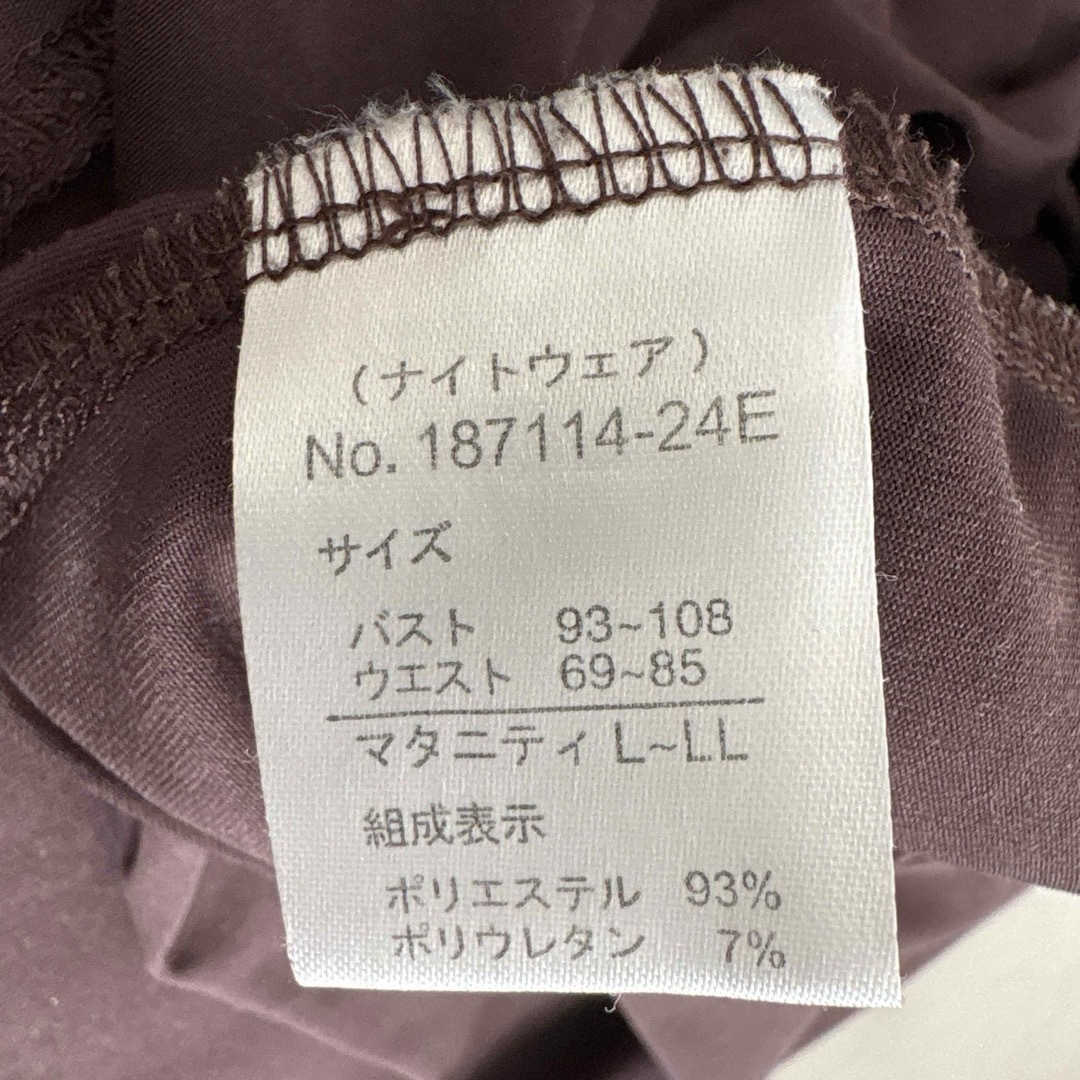 (ナイトウェア)
No. 187114-24E
サイズ
バスト 93~108
ウエスト 69~85
マタニティ L~LL
組成表示
ポリエステル 93%
ポリウレタン 7%